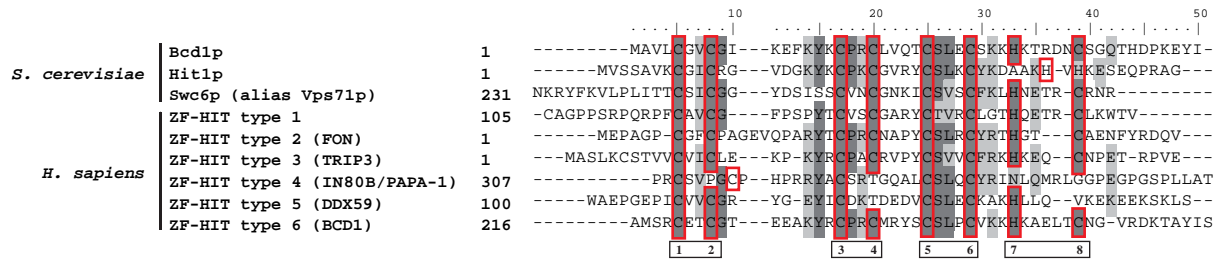 10 20 30 40 50
S. cerevisiae
Bcd1p 1 ---------MAVLCGVCGI---KEFKYKCPRCLVQTCSLECSKKHKTRDNCSGQTHDPKEYI-
Hit1p 1 ------MVSSAVKCGICRG---VDGKYKCPKCGVRYCSLKCYKDAAKH-VHKESEQPRAG---
Swc6p (alias Vps71p) 231 NKRYFKVLPLITTCSICGG---YDSISSCVNCGNKICSVSCFKLHNETR-CRNR---
H. sapiens
ZF-HIT type 1 105 -CAGPPSRPQRPFCAVCG----FPSPYTCVSCGARYCTVRCLGTHQETR-CLKWTV-----
ZF-HIT type 2 (FON) 1 ------MEPAGP-CGFCPAGEVQPARYTCPRCNAPYCSLRCYRTHGT---CAENFYRDQV---
ZF-HIT type 3 (TRIP3) 1 ---MASLKCSTVVCVICLE---KP-KYRCPACRVPYCSVVCFRKHKEQ--CNPET-RPVE---
ZF-HIT type 4 (IN80B/PAPA-1) 307 -----------PRCSVPGCP--HPRRYACSRTGQALCSLQCYRINLQMRLGGPEGPGSPLLAT
ZF-HIT type 5 (DDX59) 100 -----WAEPGEPICVVCGR---YG-EYICDKTDEDVCSLECKAKHLLQ--VKEKEEKSKLS--
ZF-HIT type 6 (BCD1) 216 ---------AMSRCETCGT---EEAKYRCPRCMRYSCSLPCVKKHKAELTCNG-VRDKTAYIS
1 2 3 4 5 6 7 8